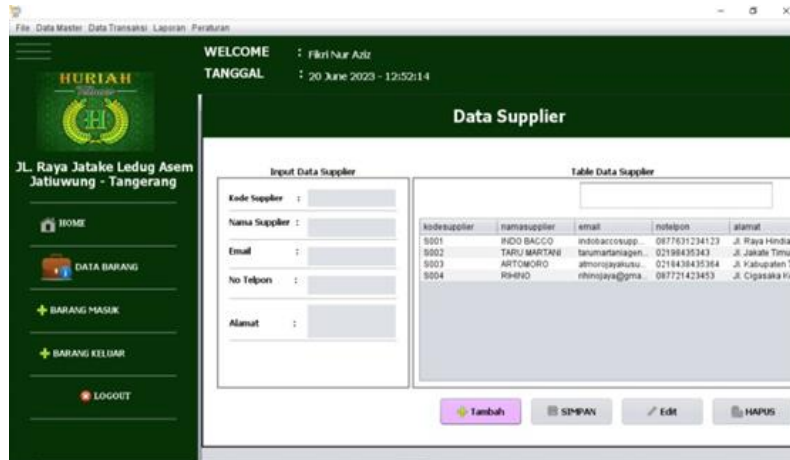 File Data Master Data Transaksi Laporan Peraturan
WELCOME : Fikri Nur Aziz
TANGGAL : 20 June 2023 - 12:52:14
HURIAH
H
JL. Raya Jatake Ledug Asem
Jatiuwung - Tangerang
HOME
DATA BARANG
BARANG MASUK
BARANG KELUAR
LOGOUT
Data Supplier
Input Data Supplier
Kode Supplier :
Nama Supplier :
Email :
No Telpon :
Alamat :
Table Data Supplier
kodesupplier namasupplier email notelpon alamat
S001 INDO BACCO indobaccosupp... 0877631234123 Jl. Raya Hindia
S002 TARU MARTANI tarumartaniagen... 02198435343 Jl. Jakate Timu
S003 ARTOMORO atmorojayakusu... 0218438435364 Jl. Kabupaten
S004 RIHINO rihinojaya@gma... 087721423453 Jl. Cigasaka
Tambah SIMPAN Edit HAPUS